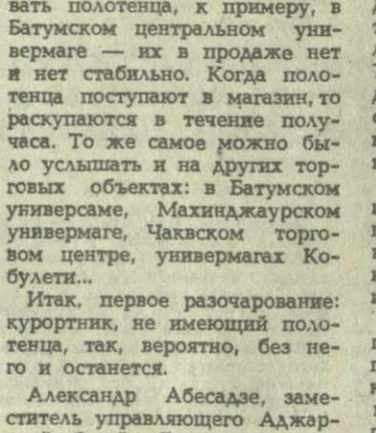 вать полотенца, к примеру, в
Батумском центральном уни-
вермаге — их в продаже нет
и нет стабильно. Когда поло-
тенца поступают в магазин, то
раскупаются в течение полу-
часа. То же самое можно бы-
ло услышать и на других тор-
говых объектах: в Батумском
универсаме, Махинджаурском
универмаге, Чаквском торго-
вом центре, универмагах Ко-
булети...
Итак, первое разочарование:
курортник, не имеющий поло-
тенца, так, вероятно, без не-
го и останется.
Александр Абесадзе, заме-
ститель управляющего Аджар-